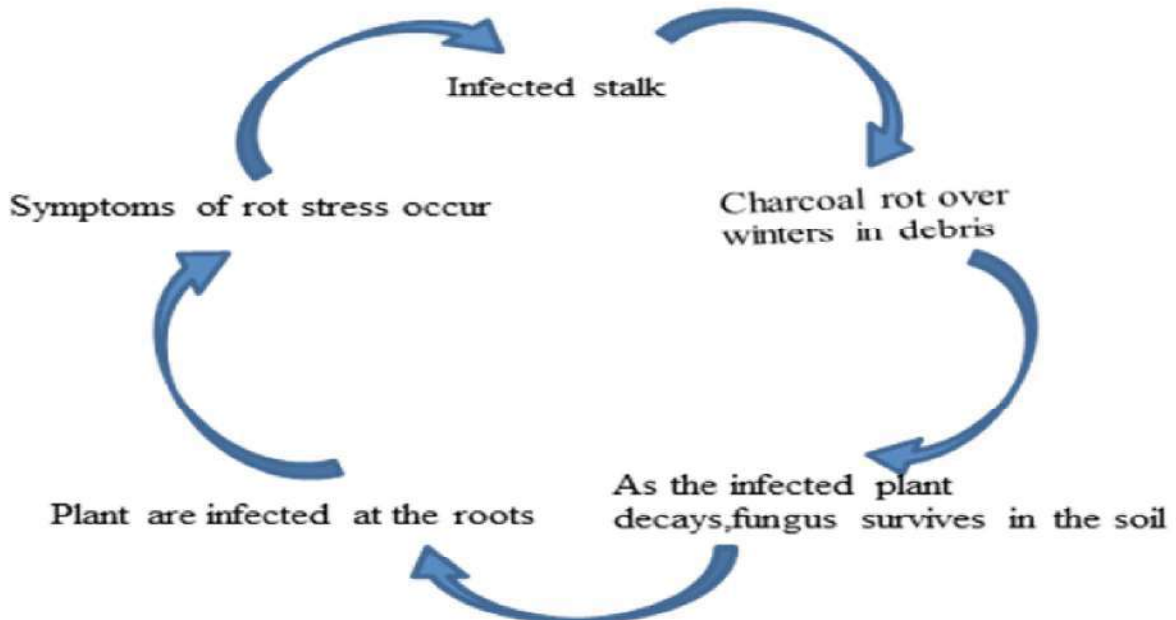 Infected stalk
Charcoal rot over
winters in debris
As the infected plant
decays,fungus survives in the soil
Plant are infected at the roots
Symptoms of rot stress occur